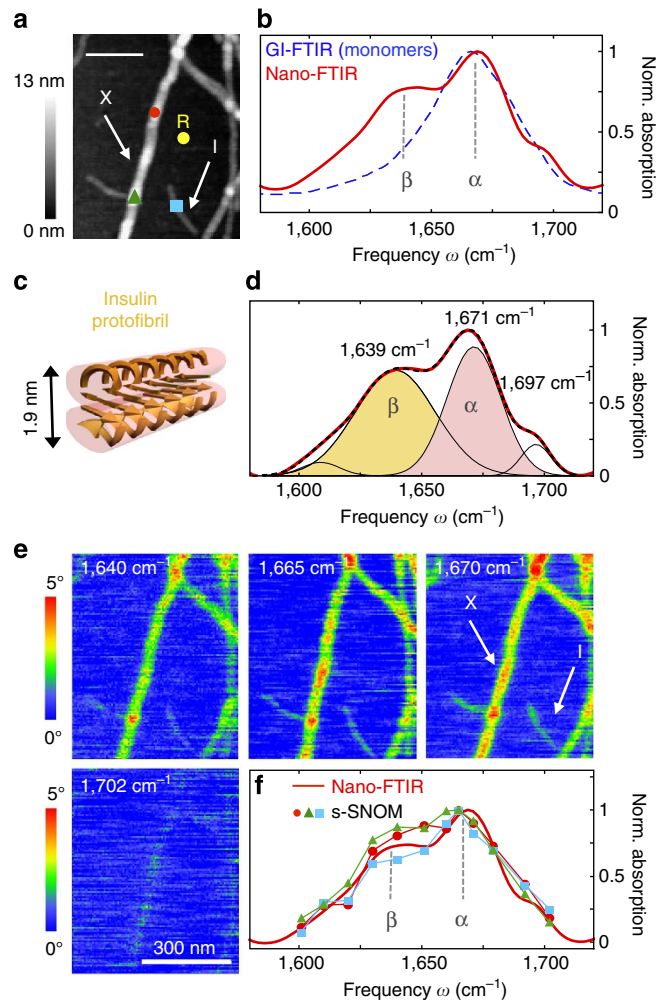 a
13 nm
0 nm
X
R
I
b
GI-FTIR (monomers)
Nano-FTIR
β
α
1
0.5
0
Norm. absorption
1,600
1,650
1,700
Frequency ω (cm⁻¹)
c
Insulin
protofibril
1.9 nm
d
1,639 cm⁻¹
1,671 cm⁻¹
1,697 cm⁻¹
β
α
1
0.5
0
Norm. absorption
1,600
1,650
1,700
Frequency ω (cm⁻¹)
e
5°
0°
1,640 cm⁻¹
1,665 cm⁻¹
1,670 cm⁻¹
X
I
5°
0°
1,702 cm⁻¹
300 nm
f
Nano-FTIR
s-SNOM
β
α
1
0.5
0
Norm. absorption
1,600
1,650
1,700
Frequency ω (cm⁻¹)